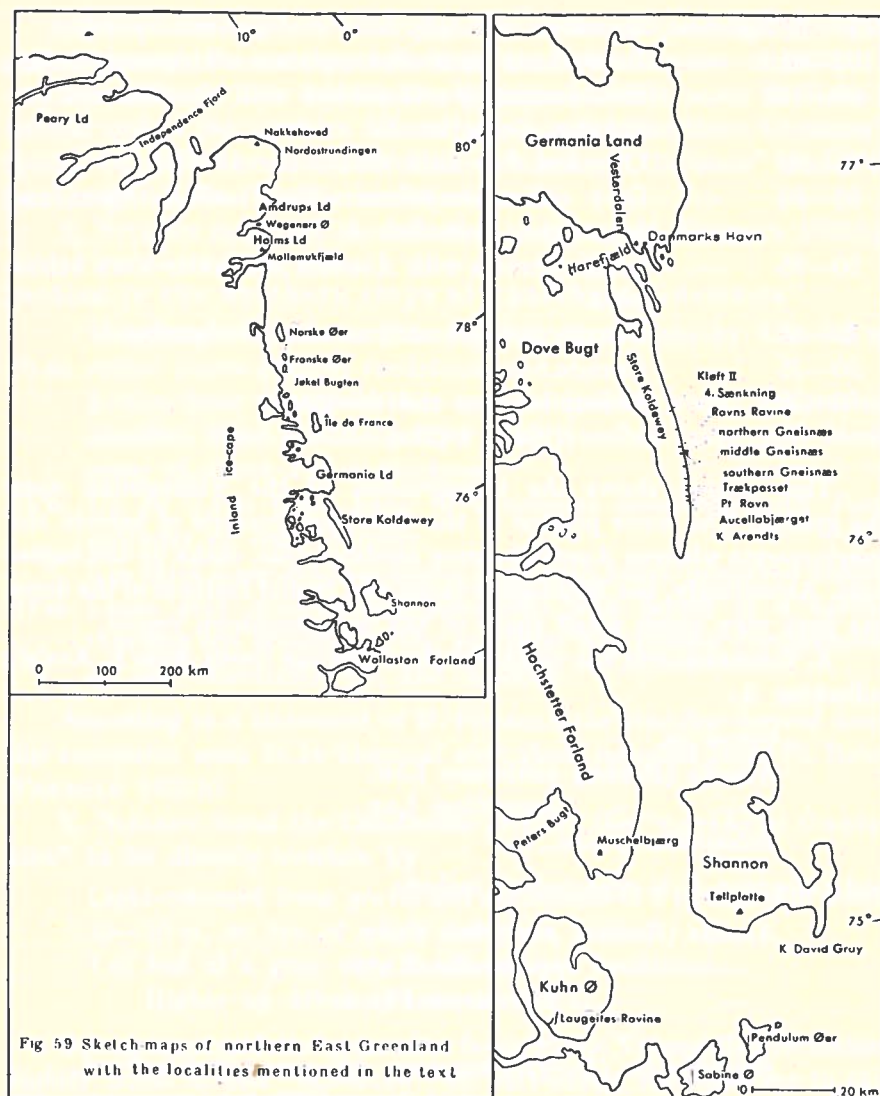 10° 0°
Peary Ld
Independence Fjord
Nakkehoved
Nordostrundingen
80°
Amdrups Ld
Wegeners Ø
Holms Ld
Mallemukfjæld
78°
Norske Øer
Franske Øer
Jøkel Bugten
Île de France
Inland ice-cape
Germania Ld
76°
Store Koldewey
Shannon
Wollaston Forland
0 100 200 km
Fig 59 Sketch-maps of northern East Greenland
with the localities mentioned in the text
Germania Land
77°
Vesterdalen
Danmarks Havn
Harefjæld
Dove Bugt
Store Koldewey
Kløft II
4. Sænkning
Ravns Ravine
northern Gneisnæs
middle Gneisnæs
southern Gneisnæs
Trækpasset
Pt Ravn
Aucellabjærget
K Arendts
76°
Hochstetter Forland
Peters Bugt
Muschelbjærg
Shannon
Tellplatte
75°
K David Gray
Kuhn Ø
Laugeites Ravine
Pendulum Øer
Sabine Ø
0 20 km